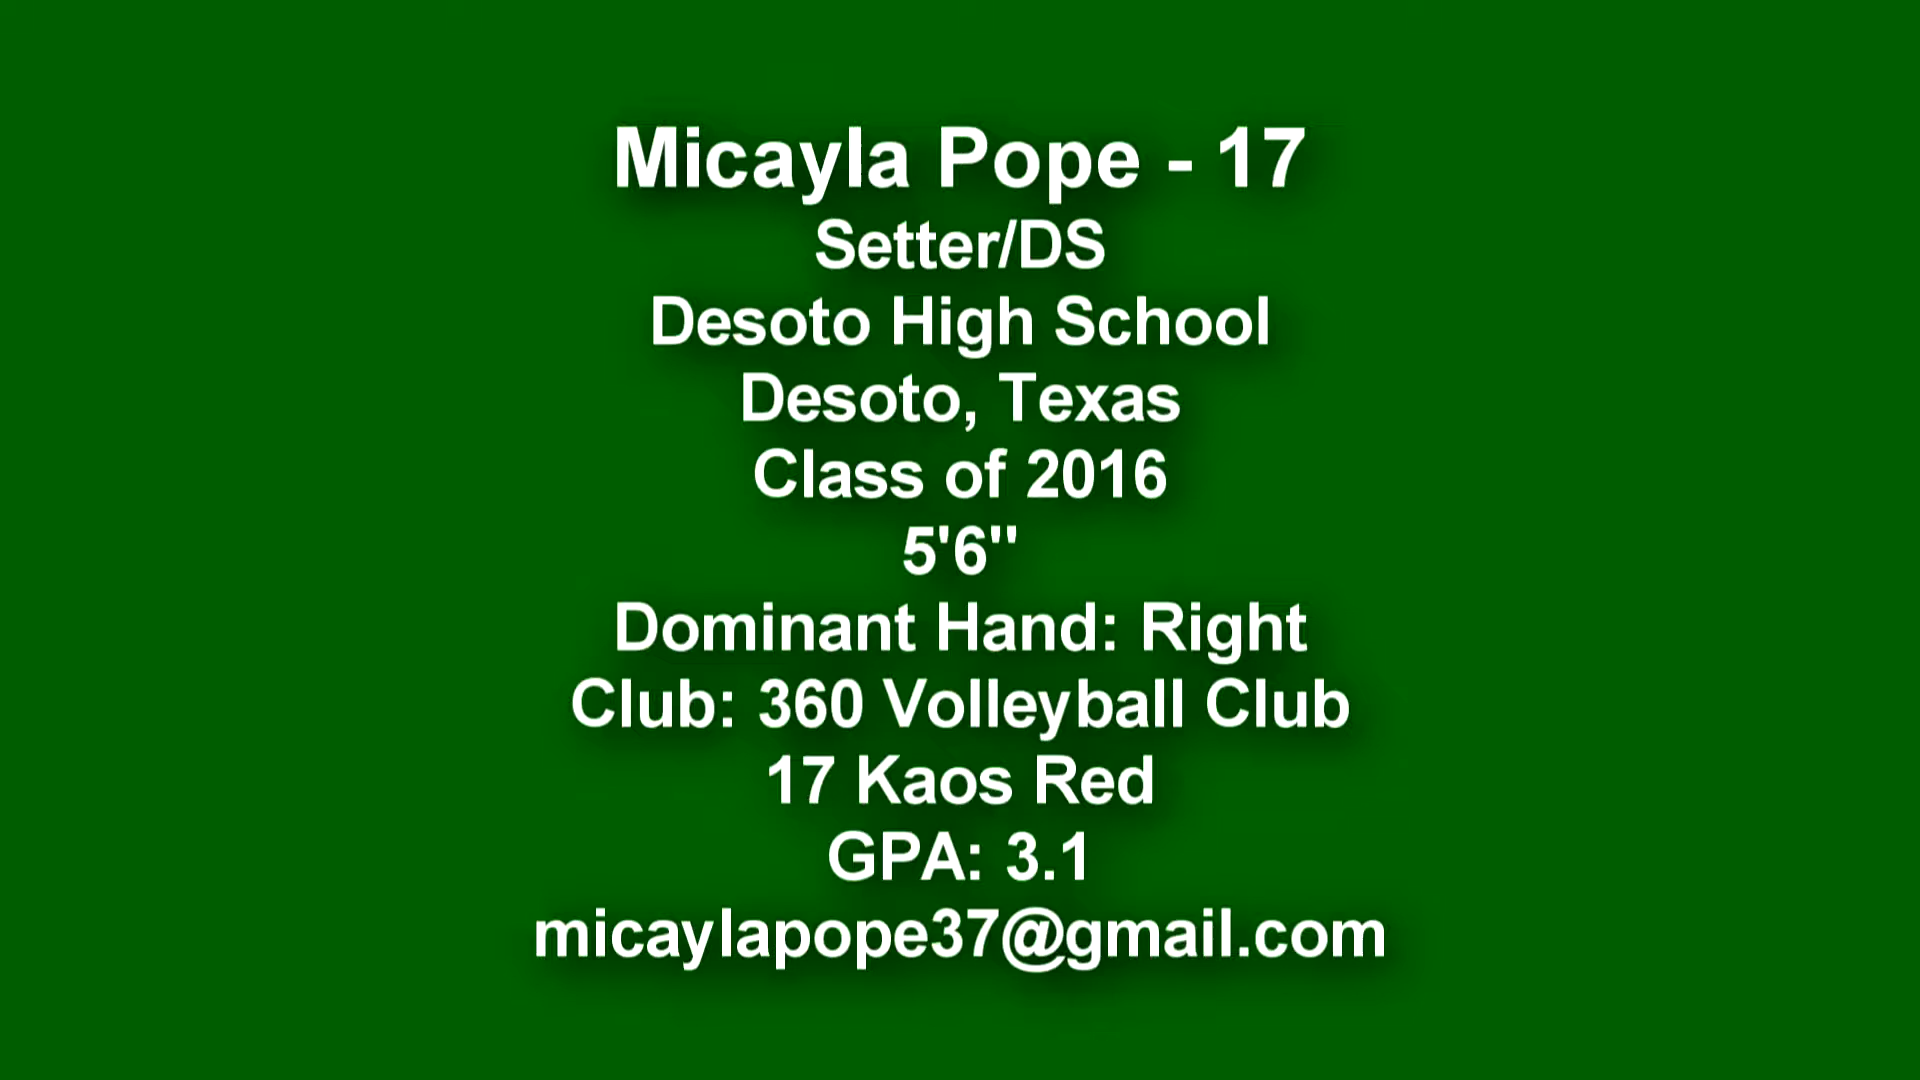 Micayla Pope - 17
Setter/DS
Desoto High School
Desoto, Texas
Class of 2016
5'6"
Dominant Hand: Right
Club: 360 Volleyball Club
17 Kaos Red
GPA: 3.1
micaylapope37@gmail.com